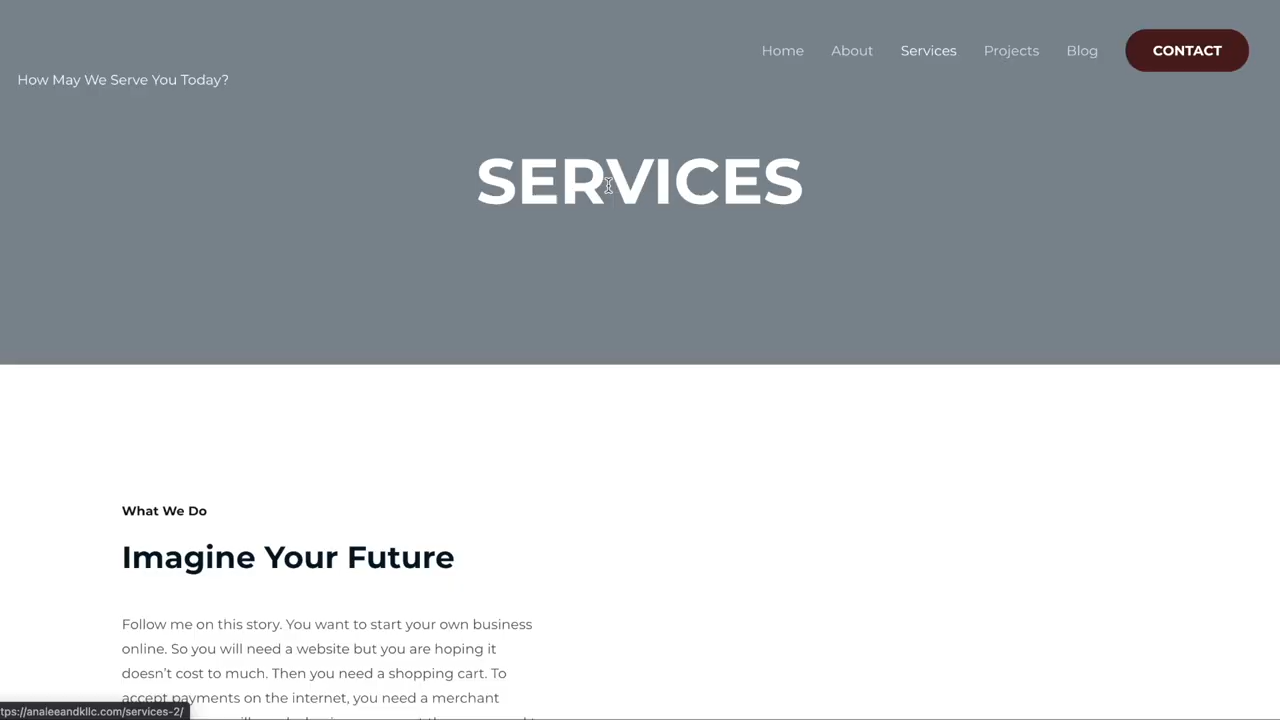 Home About Services Projects Blog CONTACT
How May We Serve You Today?
SERVICES
What We Do
Imagine Your Future
Follow me on this story. You want to start your own business
online. So you will need a website but you are hoping it
doesn't cost to much. Then you need a shopping cart. To
accept payments on the internet, you need a merchant
tps://analeeandkllc.com/services-2/